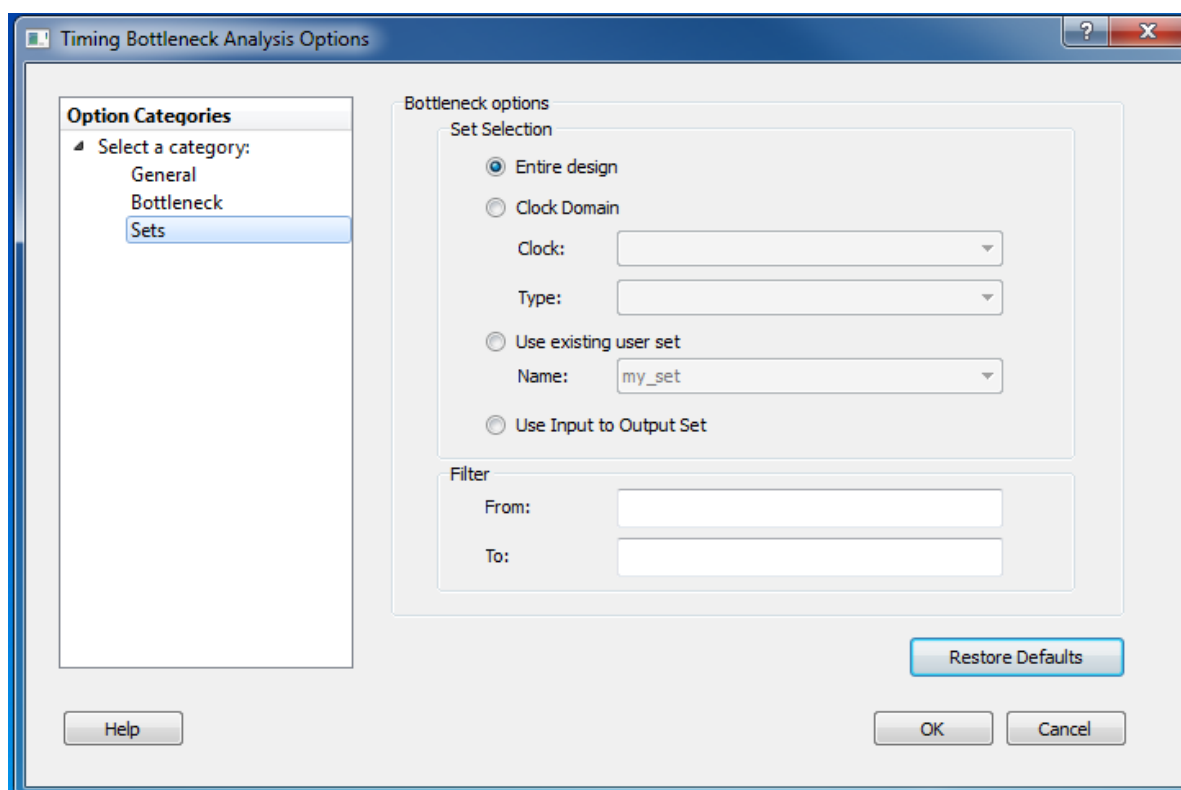 Timing Bottleneck Analysis Options
Option Categories
Select a category:
General
Bottleneck
Sets
Bottleneck options
Set Selection
Entire design
Clock Domain
Clock:
Type:
Use existing user set
Name: my_set
Use Input to Output Set
Filter
From:
To:
Restore Defaults
Help OK Cancel